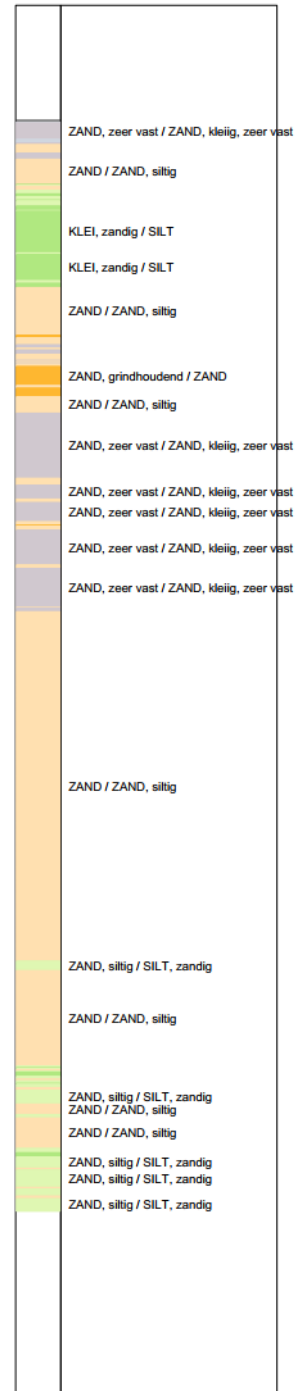 ZAND, zeer vast / ZAND, kleiig, zeer vast
ZAND / ZAND, siltig
KLEI, zandig / SILT
KLEI, zandig / SILT
ZAND / ZAND, siltig
ZAND, grindhoudend / ZAND
ZAND / ZAND, siltig
ZAND, zeer vast / ZAND, kleiig, zeer vast
ZAND, zeer vast / ZAND, kleiig, zeer vast
ZAND, zeer vast / ZAND, kleiig, zeer vast
ZAND, zeer vast / ZAND, kleiig, zeer vast
ZAND, zeer vast / ZAND, kleiig, zeer vast
ZAND / ZAND, siltig
ZAND, siltig / SILT, zandig
ZAND / ZAND, siltig
ZAND, siltig / SILT, zandig
ZAND / ZAND, siltig
ZAND / ZAND, siltig
ZAND, siltig / SILT, zandig
ZAND, siltig / SILT, zandig
ZAND, siltig / SILT, zandig